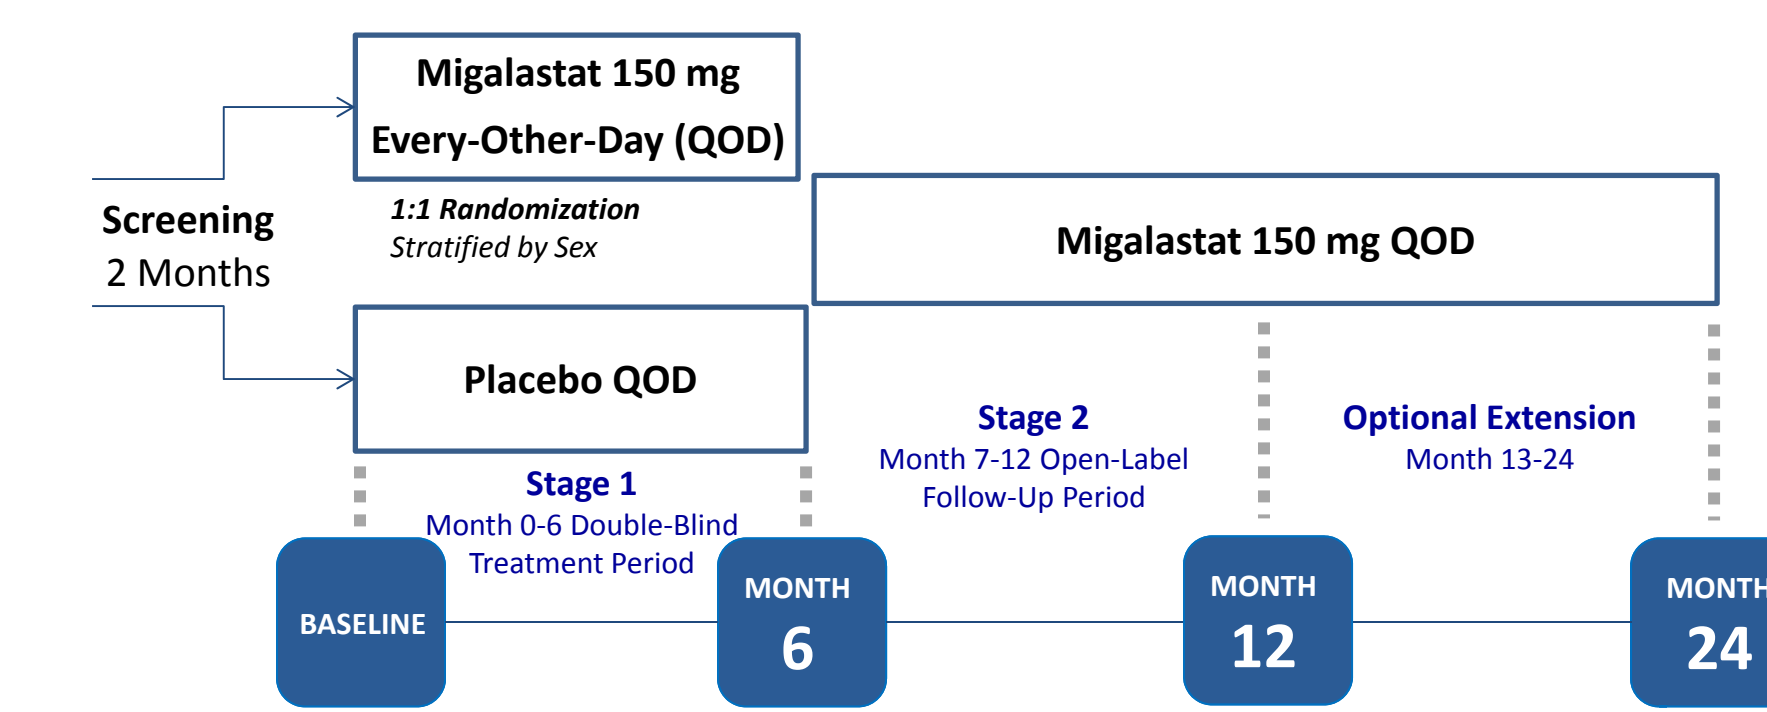 Migalastat 150 mg
Every-Other-Day (QOD)
Screening
2 Months
1:1 Randomization
Stratified by Sex
Migalastat 150 mg QOD
Placebo QOD
Stage 1
Month 0-6 Double-Blind
Treatment Period
Stage 2
Month 7-12 Open-Label
Follow-Up Period
Optional Extension
Month 13-24
BASELINE
MONTH
6
MONTH
12
MONTH
24